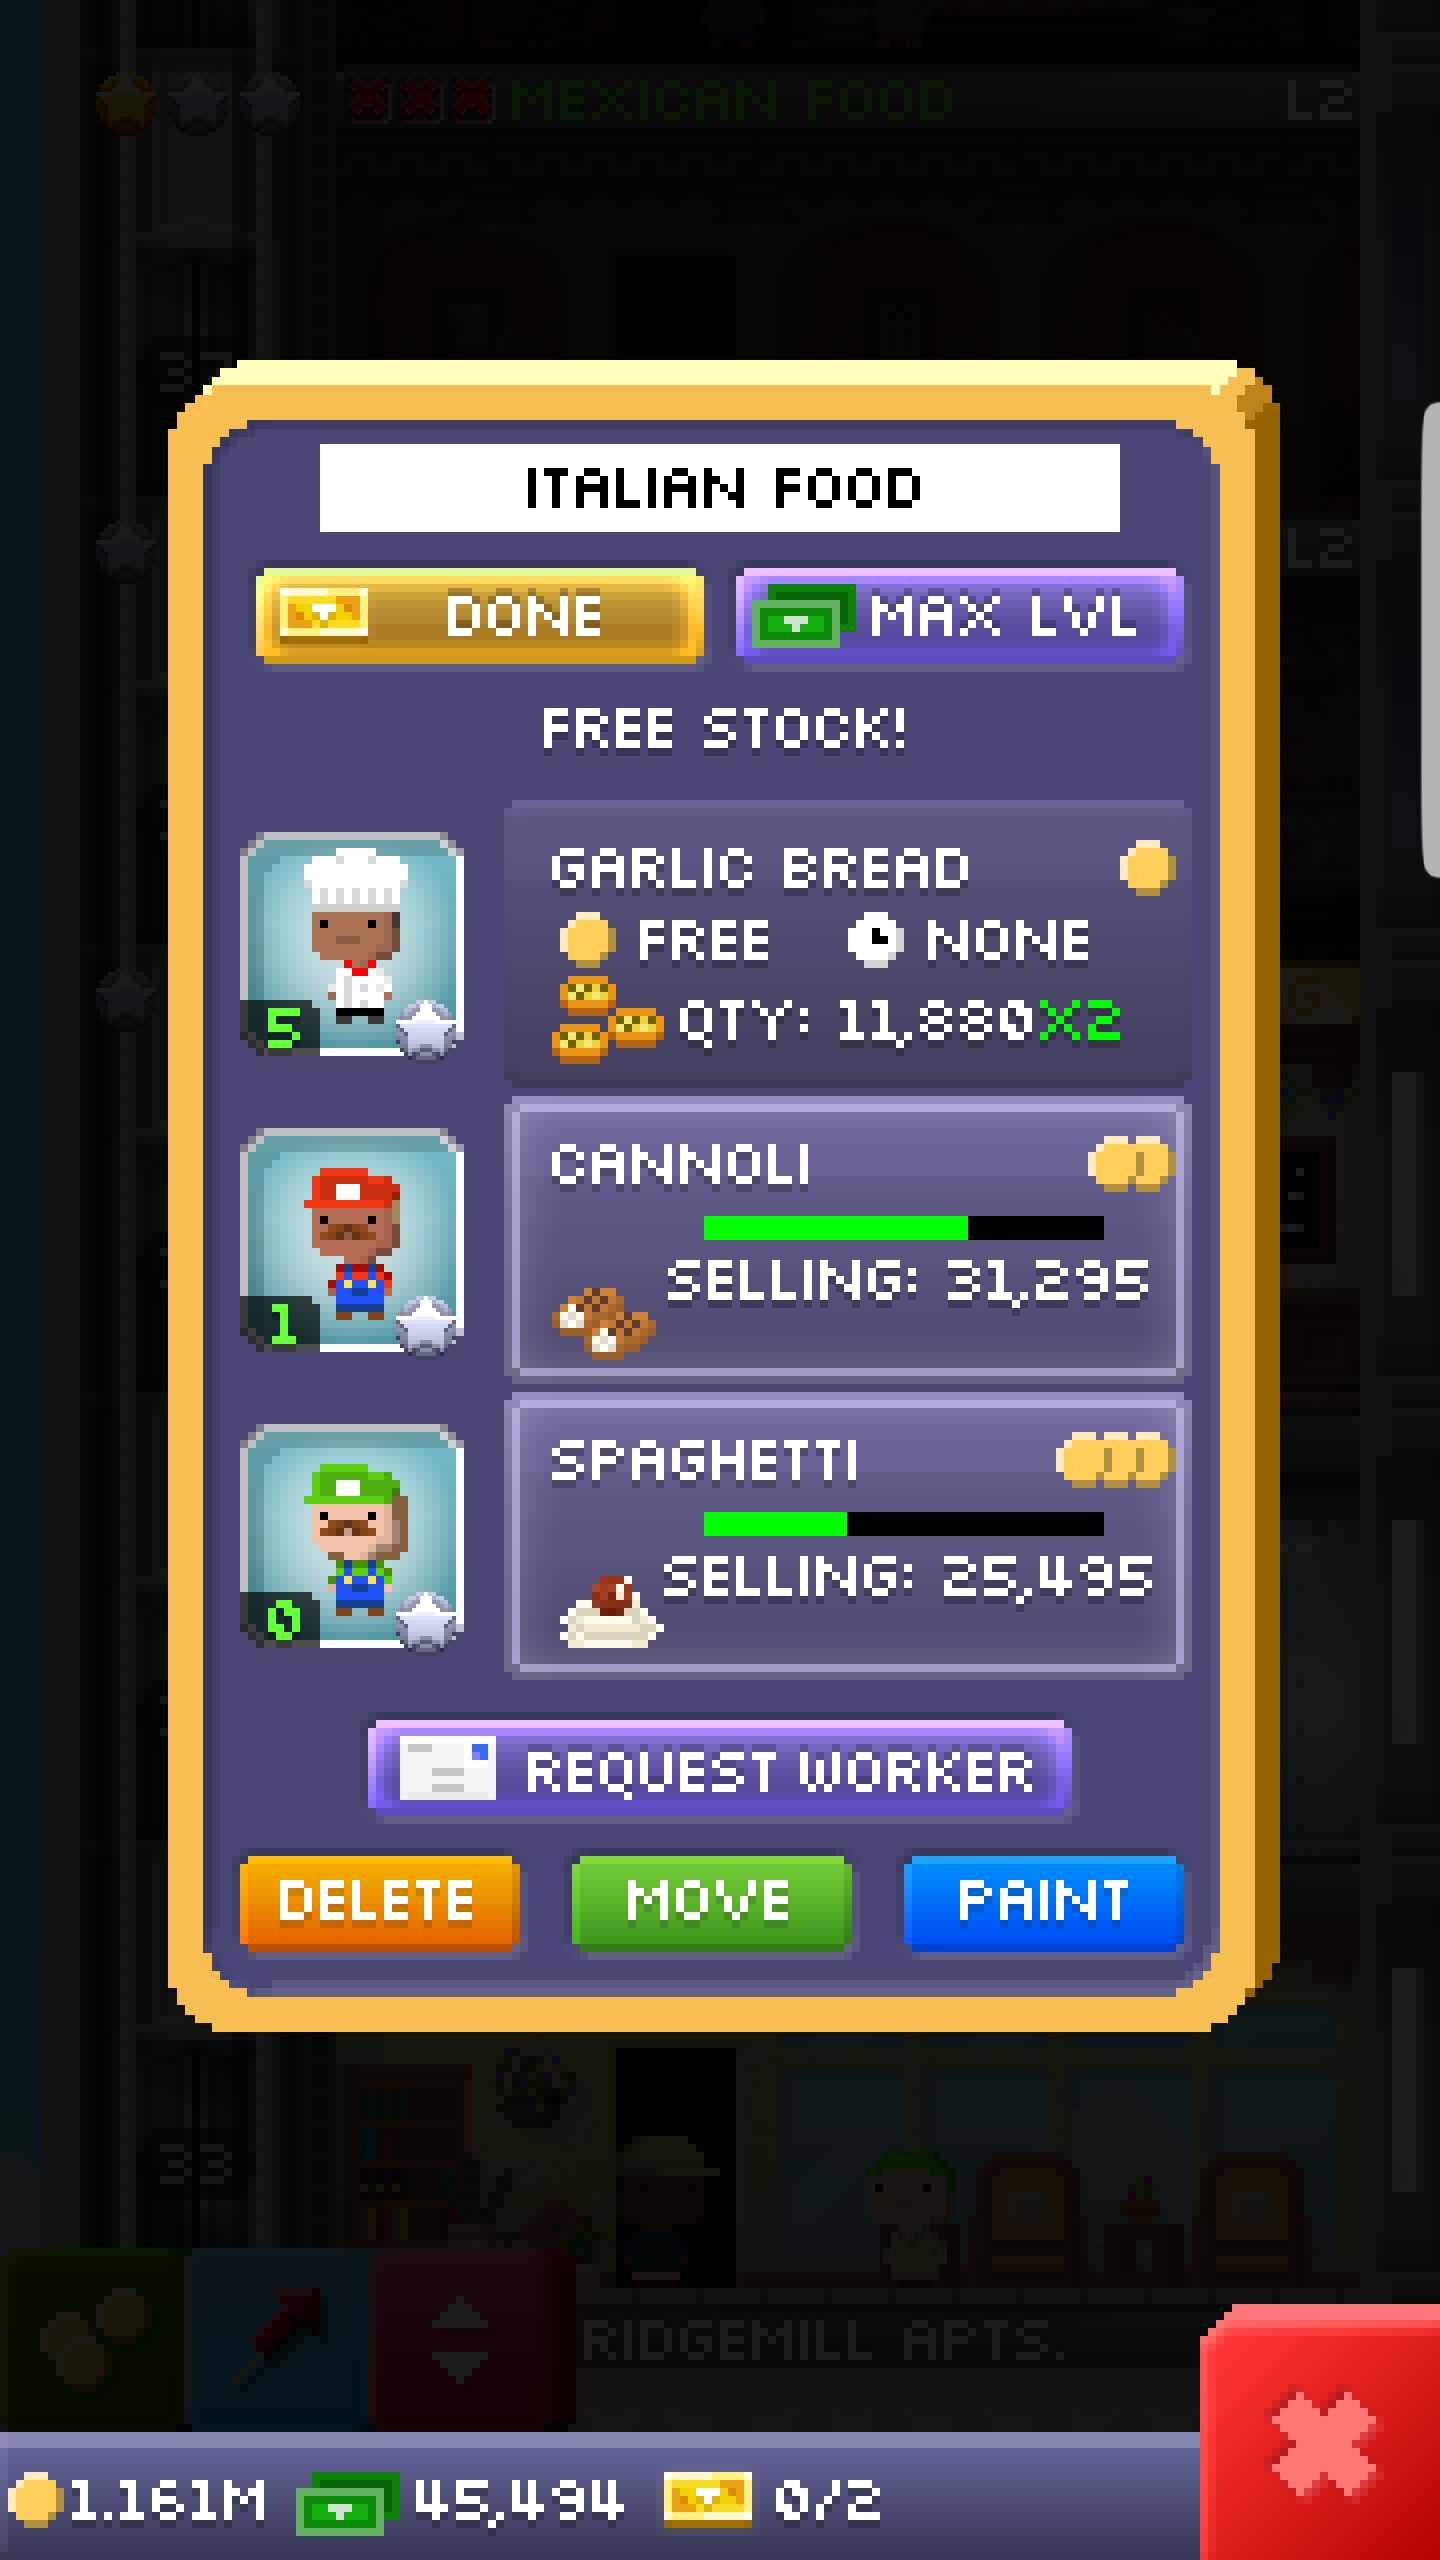 MEXICAN FOOD L2
L2
ITALIAN FOOD
DONE
MAX LVL
FREE STOCK!
GARLIC BREAD
FREE NONE
5
QTY: 11,880X2
CANNOLI
SELLING: 31,295
1
SPAGHETTI
SELLING: 25,495
0
REQUEST WORKER
DELETE
MOVE
PAINT
33
RIDGEMILL APTS.
1.161M 45,494 0/2